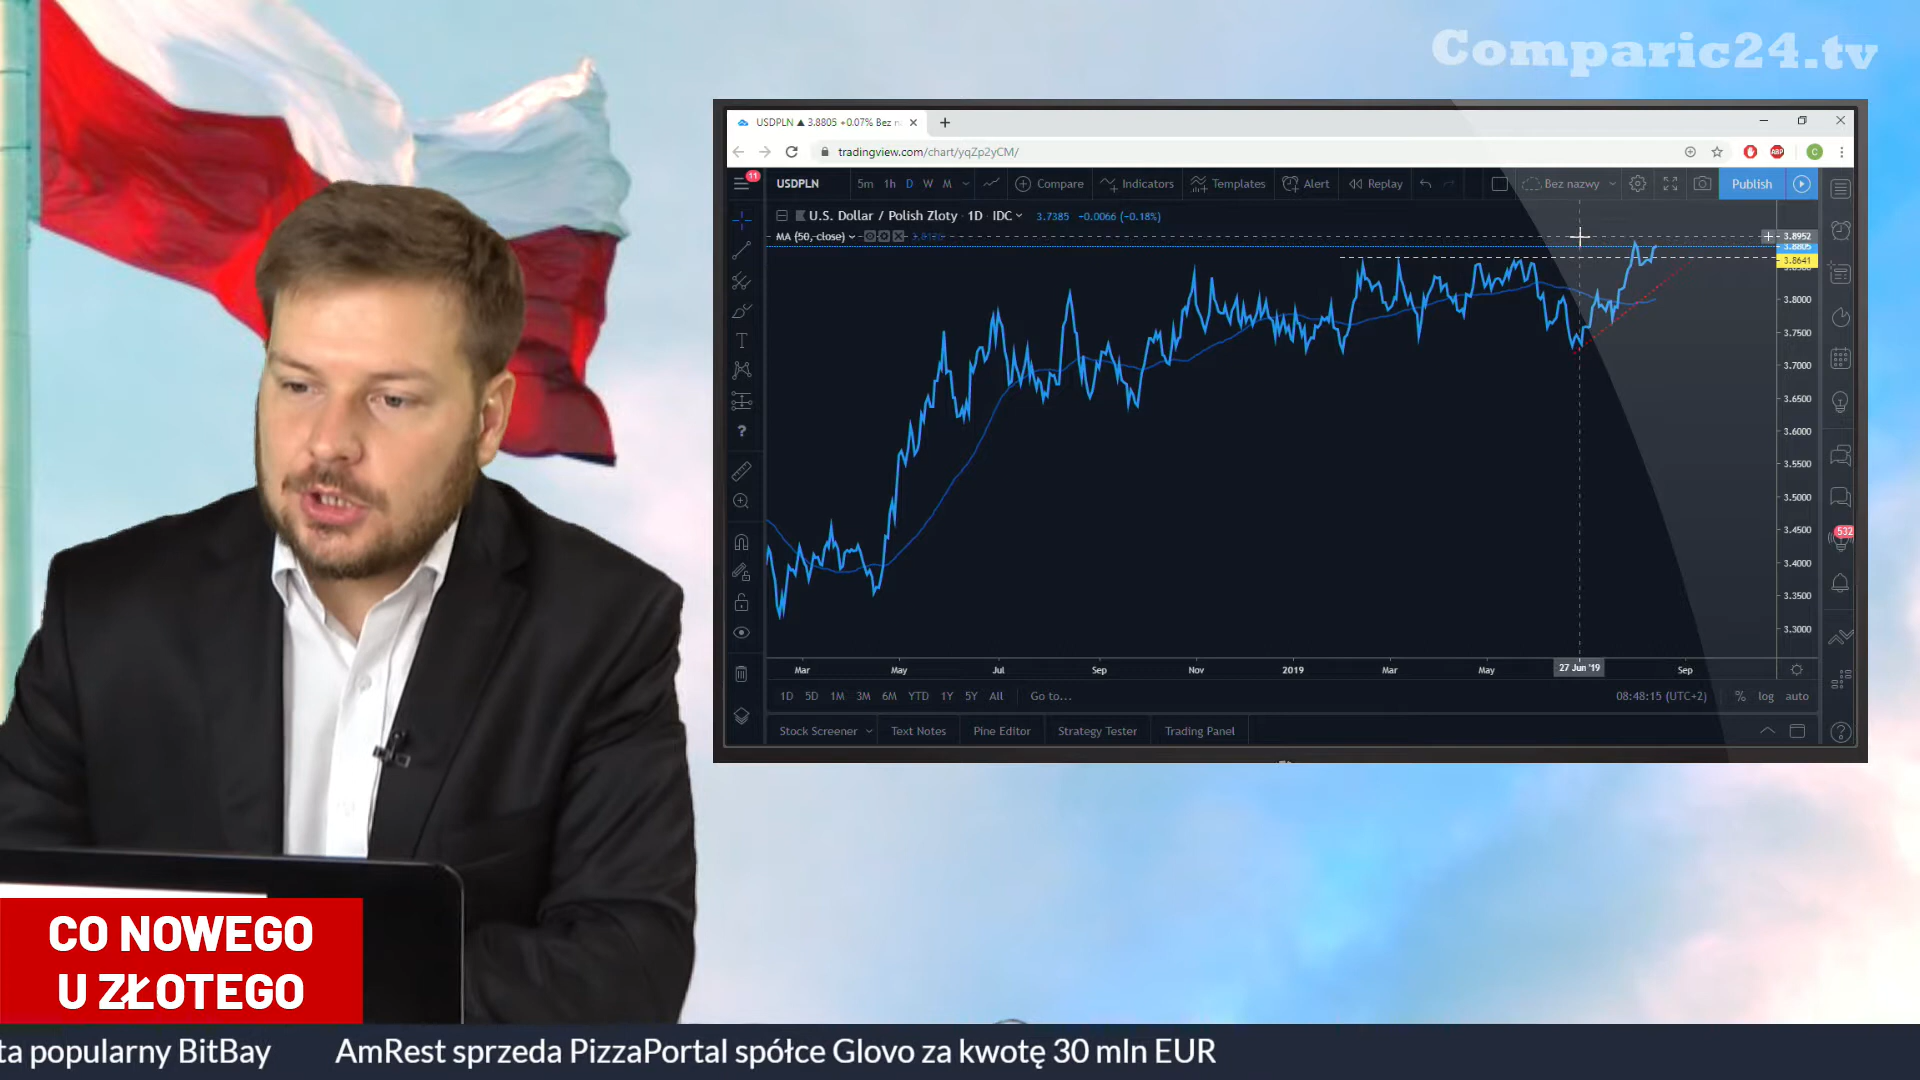 Comparic24.tv
USDPLN ▲ 3.8805 +0.07% Bez n
tradingview.com/chart/yqZp2yCM/
ABP
C
11
USDPLN
5m 1h D W M
Compare
Indicators
Templates
Alert
Replay
Bez nazwy
Publish
U.S. Dollar / Polish Zloty 1D IDC 3.7385 −0.0066 (−0.18%)
MA (50, close)
3.8952
3.8805
3.8641
3.8000
3.7500
3.7000
3.6500
3.6000
3.5500
3.5000
3.4500
3.4000
3.3500
3.3000
532
Mar May Jul Sep Nov 2019 Mar May 27 Jun '19 Sep
1D 5D 1M 3M 6M YTD 1Y 5Y All Go to... 08:48:15 (UTC+2) % log auto
Stock Screener Text Notes Pine Editor Strategy Tester Trading Panel
CO NOWEGO
U ZŁOTEGO
ta popularny BitBay AmRest sprzeda PizzaPortal spółce Glovo za kwotę 30 mln EUR